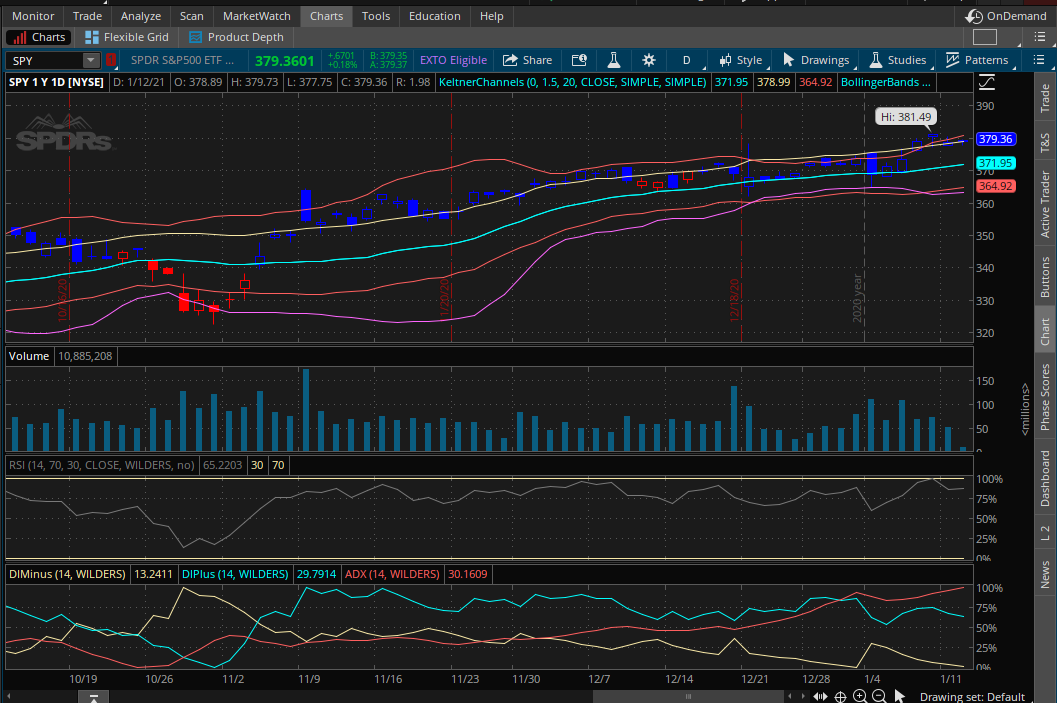 Monitor Trade Analyze Scan MarketWatch Charts Tools Education Help OnDemand
Charts Flexible Grid Product Depth
SPY SPDR S&P500 ETF ... 379.3601 +.6701 +0.18% B: 379.35 A: 379.37 EXTO Eligible Share D Style Drawings Studies Patterns
SPY 1 Y 1D [NYSE] D: 1/12/21 O: 378.89 H: 379.73 L: 377.75 C: 379.36 R: 1.98 KeltnerChannels (0, 1.5, 20, CLOSE, SIMPLE, SIMPLE) 371.95 378.99 364.92 BollingerBands ...
SPDRs
Hi: 381.49
390
379.36
371.95
370
364.92
360
350
340
330
320
10/16/20
1/20/20
12/18/20
2020 year
Volume 10,885,208
150
100
50
0
<millions>
RSI (14, 70, 30, CLOSE, WILDERS, no) 65.2203 30 70
100%
75%
50%
25%
0%
DIMinus (14, WILDERS) 13.2411 DIPlus (14, WILDERS) 29.7914 ADX (14, WILDERS) 30.1609
100%
75%
50%
25%
0%
10/19 10/26 11/2 11/9 11/16 11/23 11/30 12/7 12/14 12/21 12/28 1/4 1/11
Drawing set: Default
Trade
T&S
Active Trader
Buttons
Chart
Phase Scores
Dashboard
L 2
News